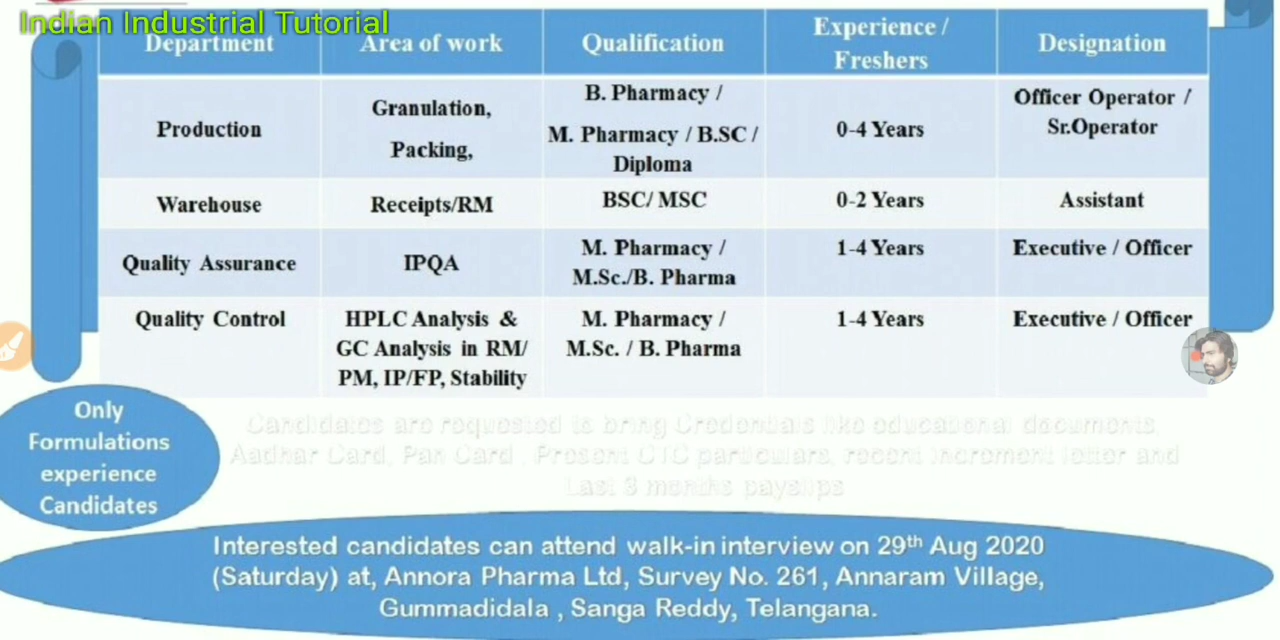 Indian Industrial Tutorial
Department
Area of work
Qualification
Experience /
Freshers
Designation
Production
Granulation,
Packing,
B. Pharmacy /
M. Pharmacy / B.SC /
Diploma
0-4 Years
Officer Operator /
Sr.Operator
Warehouse
Receipts/RM
BSC/ MSC
0-2 Years
Assistant
Quality Assurance
IPQA
M. Pharmacy /
M.Sc./B. Pharma
1-4 Years
Executive / Officer
Quality Control
HPLC Analysis &
GC Analysis in RM/
PM, IP/FP, Stability
M. Pharmacy /
M.Sc. / B. Pharma
1-4 Years
Executive / Officer
Only
Formulations
experience
Candidates
Candidates are requested to bring Credentials like educational documents,
Aadhar Card, Pan Card , Present CTC particulars, recent increment letter and
Last 3 months payslips
Interested candidates can attend walk-in interview on 29th Aug 2020
(Saturday) at, Annora Pharma Ltd, Survey No. 261, Annaram Village,
Gummadidala , Sanga Reddy, Telangana.